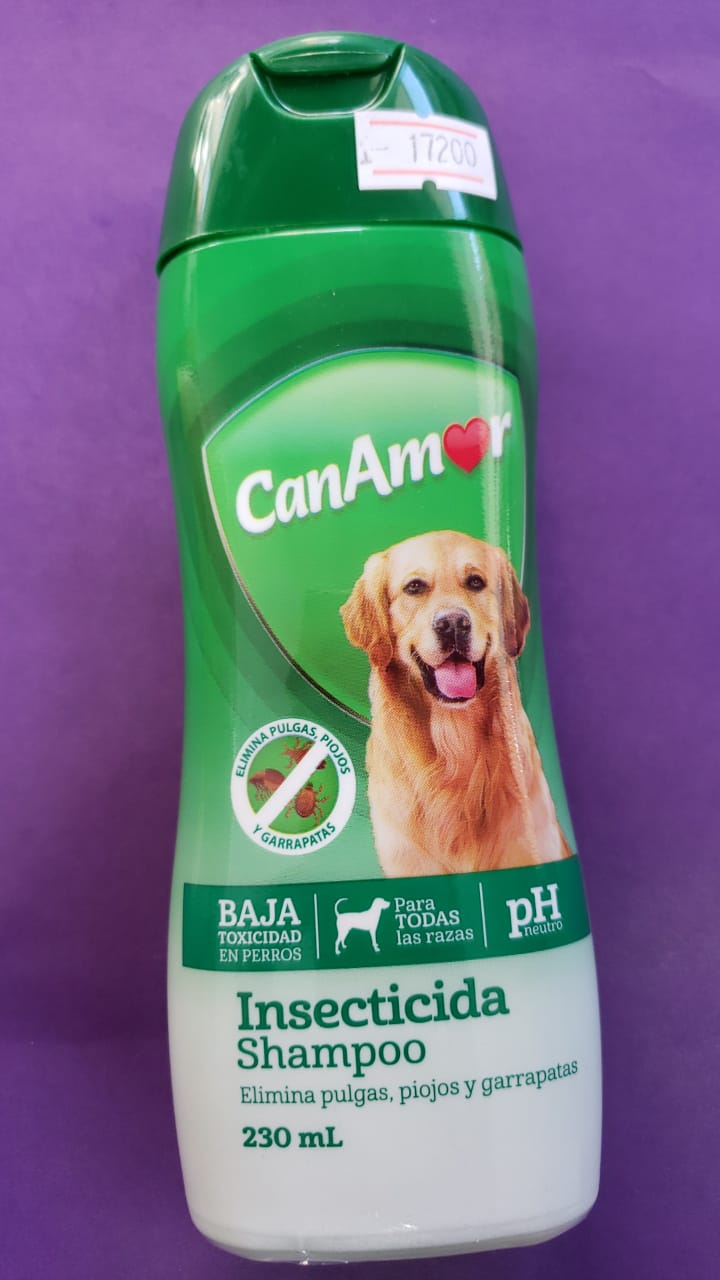 17200
CanAmor
ELIMINA PULGAS, PIOJOS
Y GARRAPATAS
BAJA
TOXICIDAD
EN PERROS
Para
TODAS
las razas
pH
neutro
Insecticida
Shampoo
Elimina pulgas, piojos y garrapatas
230 mL